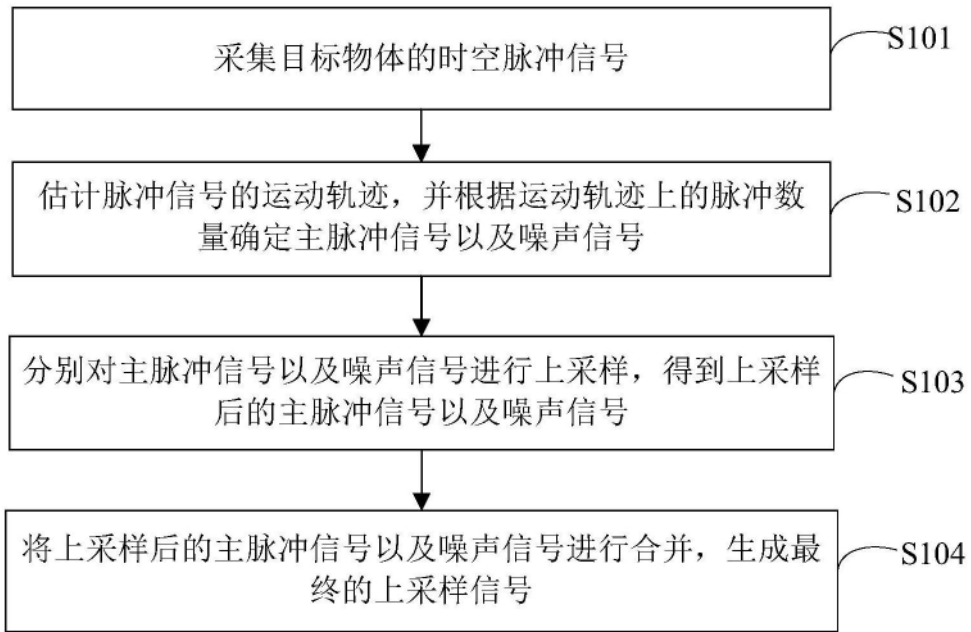 采集目标物体的时空脉冲信号
S101
估计脉冲信号的运动轨迹，并根据运动轨迹上的脉冲数
量确定主脉冲信号以及噪声信号
S102
分别对主脉冲信号以及噪声信号进行上采样，得到上采样
后的主脉冲信号以及噪声信号
S103
将上采样后的主脉冲信号以及噪声信号进行合并，生成最
终的上采样信号
S104